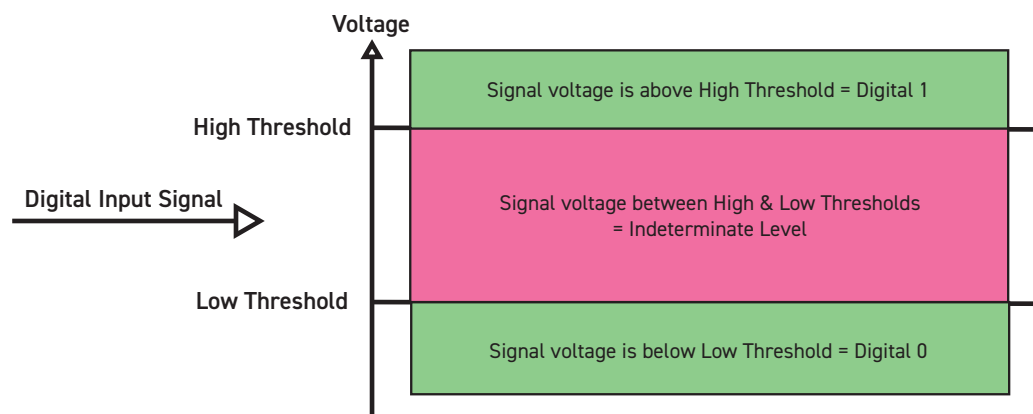 Voltage
Signal voltage is above High Threshold = Digital 1
High Threshold
Digital Input Signal
Signal voltage between High & Low Thresholds
= Indeterminate Level
Low Threshold
Signal voltage is below Low Threshold = Digital 0